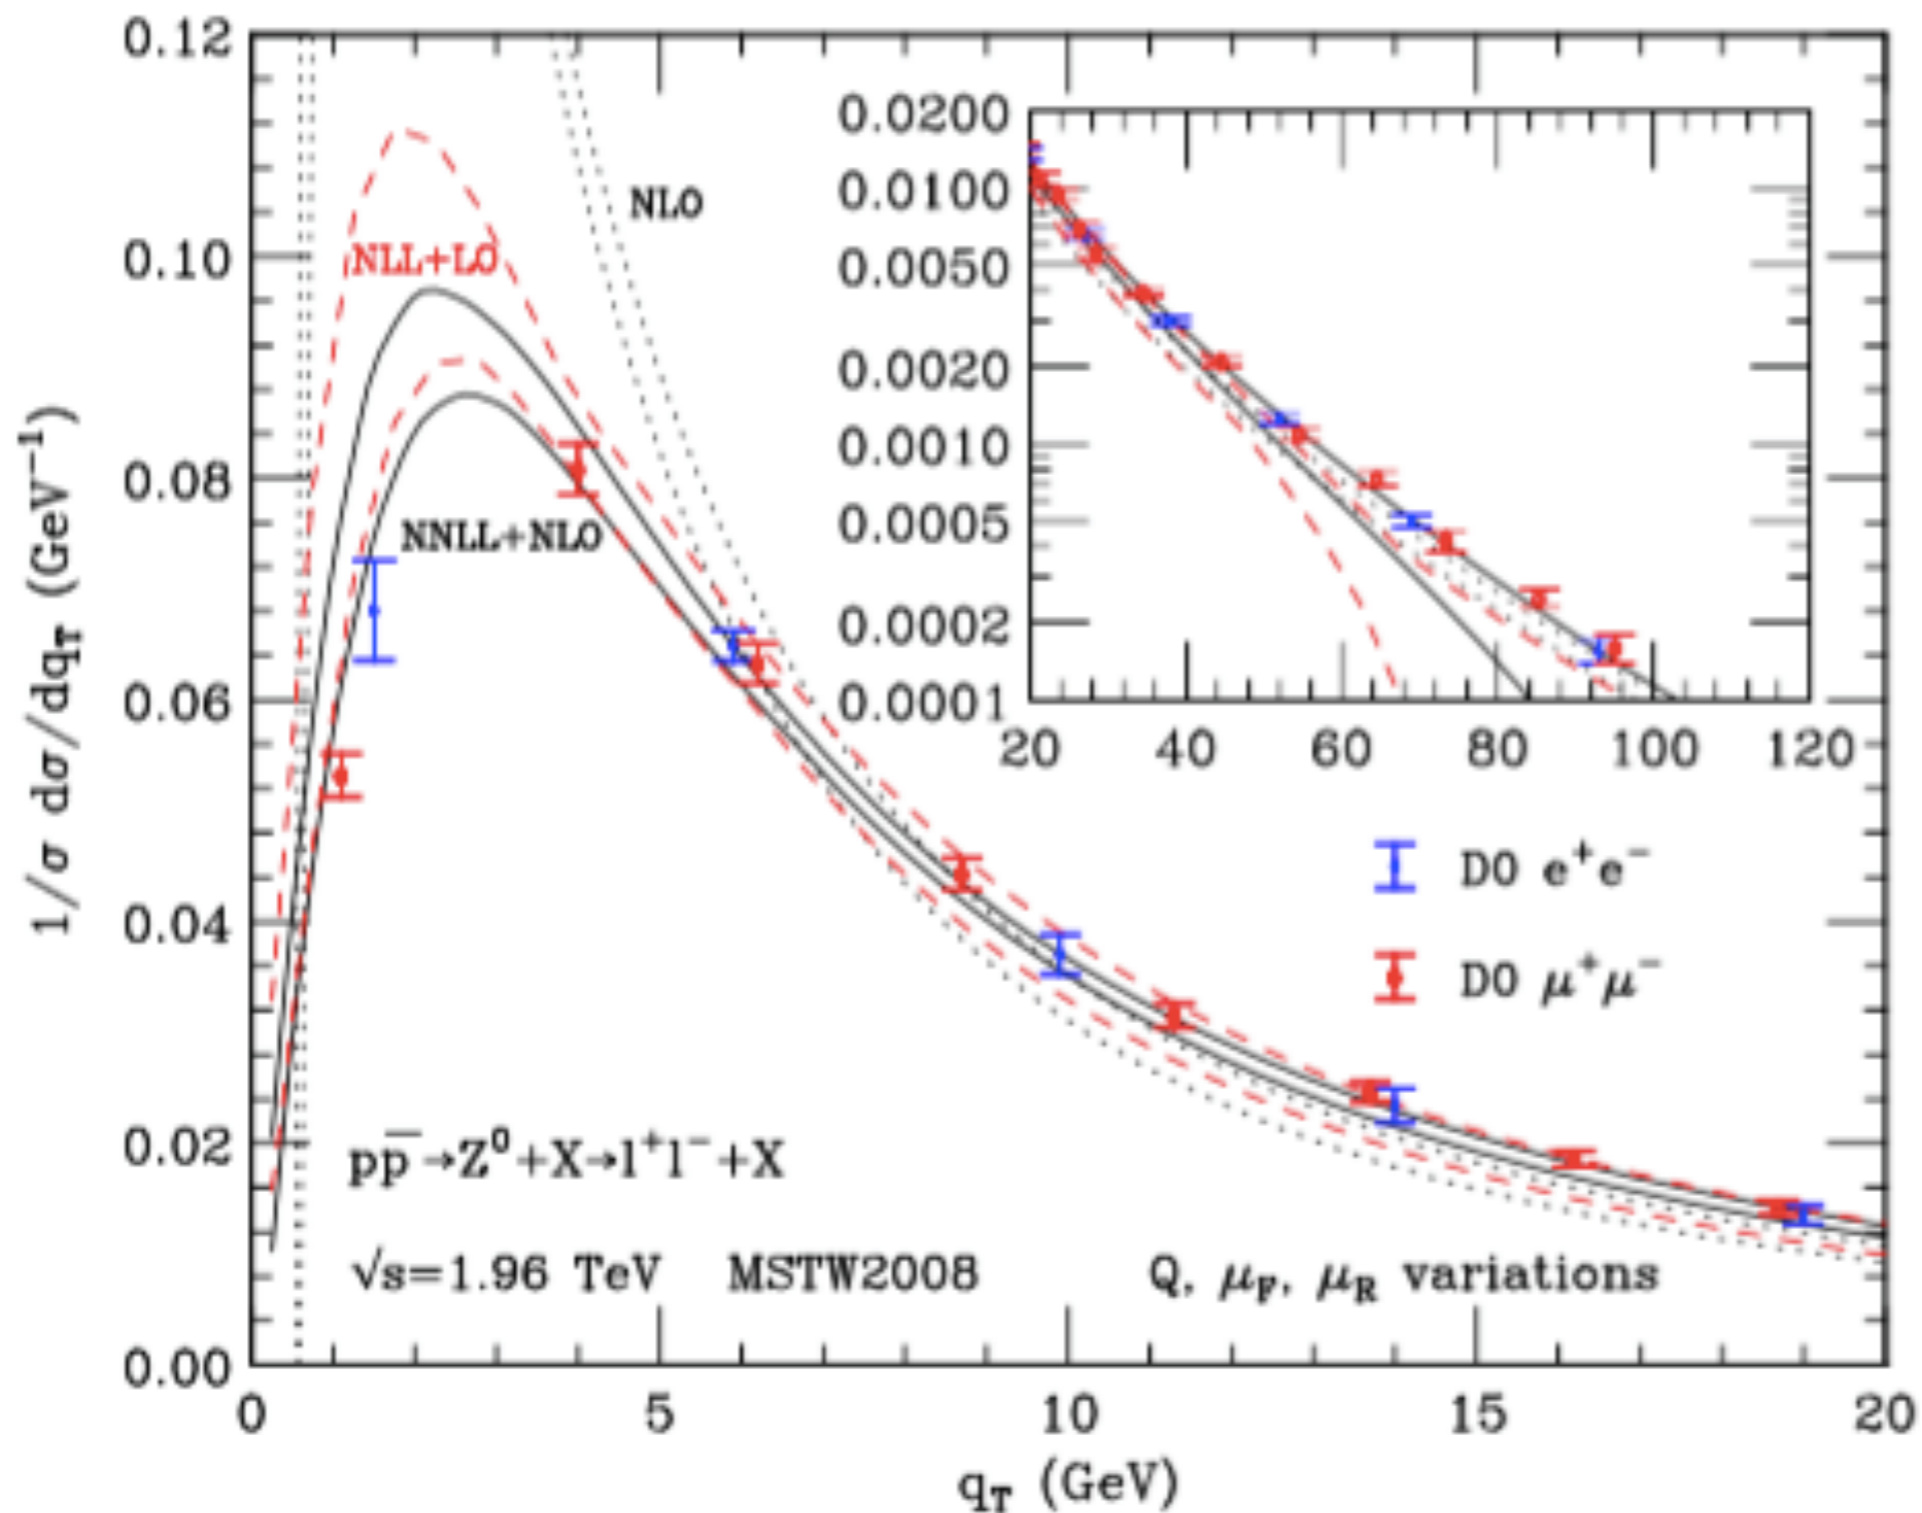 1/σ dσ/dq_T (GeV⁻¹)
0.12
0.10
0.08
0.06
0.04
0.02
0.00
NLO
NLL+LO
NNLL+NLO
0.0200
0.0100
0.0050
0.0020
0.0010
0.0005
0.0002
0.0001
20 40 60 80 100 120
D0 e⁺e⁻
D0 μ⁺μ⁻
pp̅→Z⁰+X→l⁺l⁻+X
√s=1.96 TeV MSTW2008 Q, μ_F, μ_R variations
0 5 10 15 20
q_T (GeV)